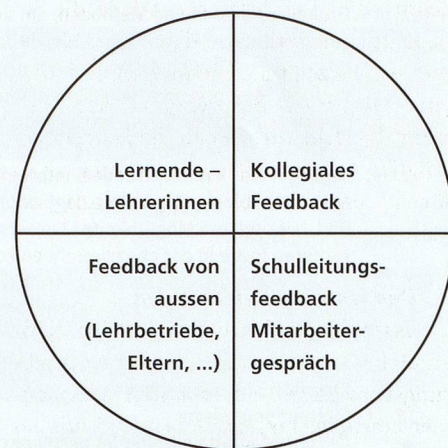 Lernende –
Lehrerinnen
Kollegiales
Feedback
Feedback von
aussen
(Lehrbetriebe,
Eltern, ...)
Schulleitungs-
feedback
Mitarbeiter-
gespräch